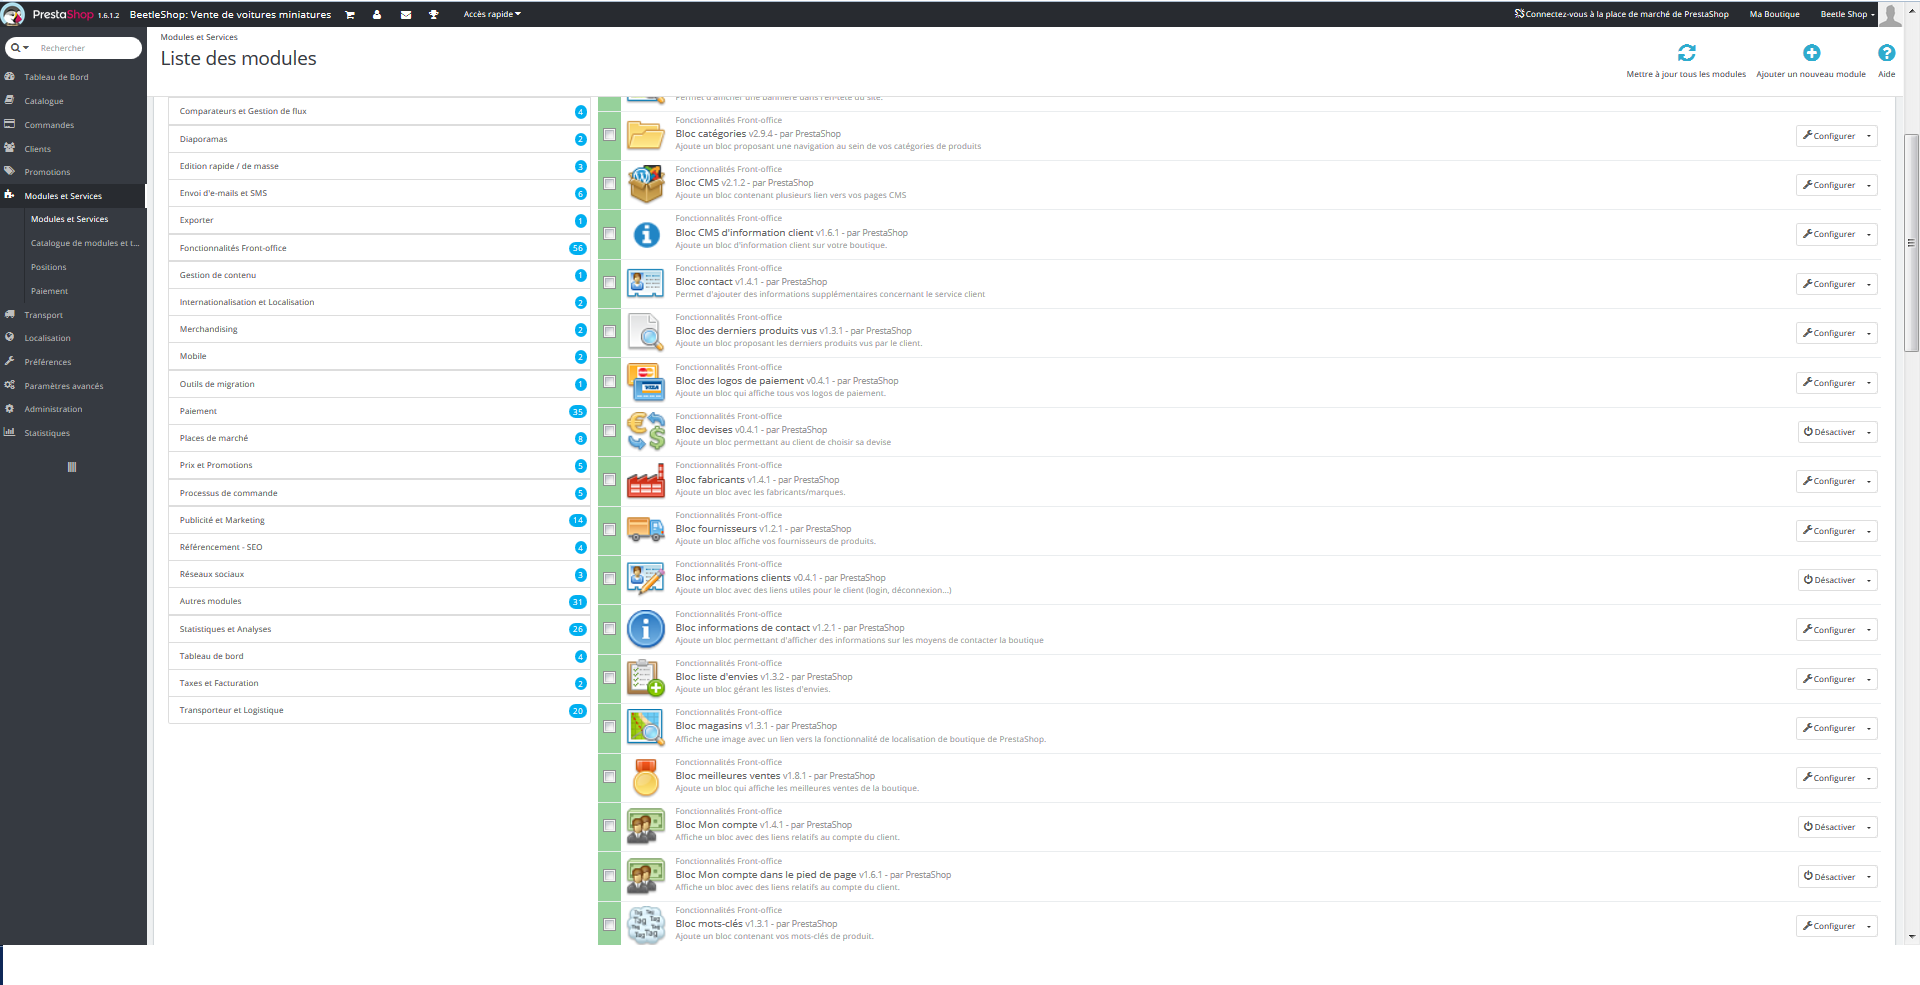 PrestaShop 1.6.1.2 BeetleShop: Vente de voitures miniatures Accès rapide Connectez-vous à la place de marché de PrestaShop Ma Boutique Beetle Shop
Rechercher
Tableau de Bord
Catalogue
Commandes
Clients
Promotions
Modules et Services
Modules et Services
Catalogue de modules et t...
Positions
Paiement
Transport
Localisation
Préférences
Paramètres avancés
Administration
Statistiques
Modules et Services
Liste des modules
Mettre à jour tous les modules Ajouter un nouveau module Aide
Comparateurs et Gestion de flux 4
Diaporamas 2
Edition rapide / de masse 3
Envoi d'e-mails et SMS 6
Exporter 1
Fonctionnalités Front-office 56
Gestion de contenu 1
Internationalisation et Localisation 2
Merchandising 2
Mobile 2
Outils de migration 1
Paiement 35
Places de marché 8
Prix et Promotions 5
Processus de commande 5
Publicité et Marketing 14
Référencement - SEO 4
Réseaux sociaux 3
Autres modules 31
Statistiques et Analyses 26
Tableau de bord 4
Taxes et Facturation 2
Transporteur et Logistique 20
Permet d'afficher une bannière dans l'en-tête du site.
Fonctionnalités Front-office
Bloc catégories v2.9.4 - par PrestaShop Configurer
Ajoute un bloc proposant une navigation au sein de vos catégories de produits
Fonctionnalités Front-office
Bloc CMS v2.1.2 - par PrestaShop Configurer
Ajoute un bloc contenant plusieurs lien vers vos pages CMS
Fonctionnalités Front-office
Bloc CMS d'information client v1.6.1 - par PrestaShop Configurer
Ajoute un bloc d'information client sur votre boutique.
Fonctionnalités Front-office
Bloc contact v1.4.1 - par PrestaShop Configurer
Permet d'ajouter des informations supplémentaires concernant le service client
Fonctionnalités Front-office
Bloc des derniers produits vus v1.3.1 - par PrestaShop Configurer
Ajoute un bloc proposant les derniers produits vus par le client.
Fonctionnalités Front-office
Bloc des logos de paiement v0.4.1 - par PrestaShop Configurer
Ajoute un bloc qui affiche tous vos logos de paiement.
VISA
Fonctionnalités Front-office
Bloc devises v0.4.1 - par PrestaShop Désactiver
Ajoute un bloc permettant au client de choisir sa devise
Fonctionnalités Front-office
Bloc fabricants v1.4.1 - par PrestaShop Configurer
Ajoute un bloc avec les fabricants/marques.
Fonctionnalités Front-office
Bloc fournisseurs v1.2.1 - par PrestaShop Configurer
Ajoute un bloc affiche vos fournisseurs de produits.
Fonctionnalités Front-office
Bloc informations clients v0.4.1 - par PrestaShop Désactiver
Ajoute un bloc avec des liens utiles pour le client (login, déconnexion...)
Fonctionnalités Front-office
Bloc informations de contact v1.2.1 - par PrestaShop Configurer
Ajoute un bloc permettant d'afficher des informations sur les moyens de contacter la boutique
Fonctionnalités Front-office
Bloc liste d'envies v1.3.2 - par PrestaShop Configurer
Ajoute un bloc gérant les listes d'envies.
Fonctionnalités Front-office
Bloc magasins v1.3.1 - par PrestaShop Configurer
Affiche une image avec un lien vers la fonctionnalité de localisation de boutique de PrestaShop.
Fonctionnalités Front-office
Bloc meilleures ventes v1.8.1 - par PrestaShop Configurer
Ajoute un bloc qui affiche les meilleures ventes de la boutique.
Fonctionnalités Front-office
Bloc Mon compte v1.4.1 - par PrestaShop Désactiver
Affiche un bloc avec des liens relatifs au compte du client.
Fonctionnalités Front-office
Bloc Mon compte dans le pied de page v1.6.1 - par PrestaShop Désactiver
Affiche un bloc avec des liens relatifs au compte du client.
Fonctionnalités Front-office
Bloc mots-clés v1.3.1 - par PrestaShop Configurer
Ajoute un bloc contenant vos mots-clés de produit.